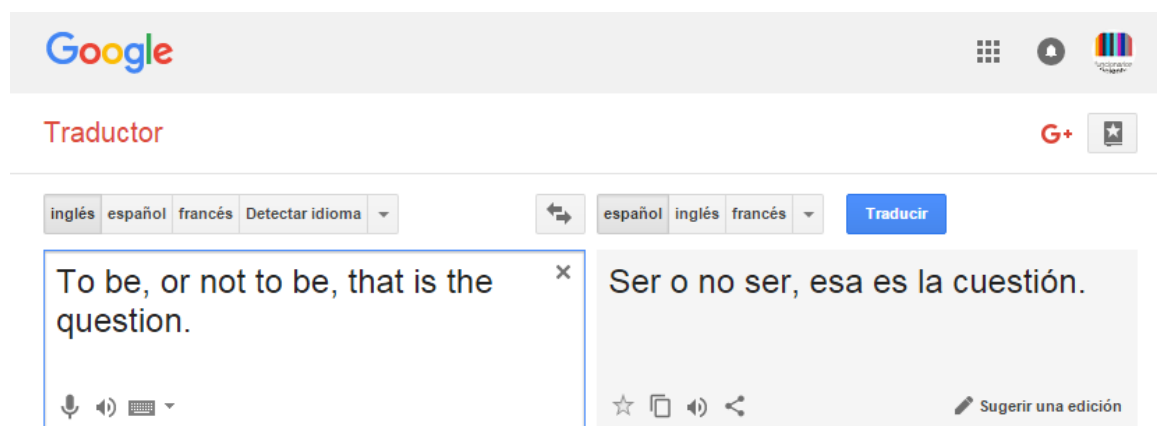 Google
Traductor
G+
inglés español francés Detectar idioma
español inglés francés
Traducir
To be, or not to be, that is the
question.
Ser o no ser, esa es la cuestión.
Sugerir una edición